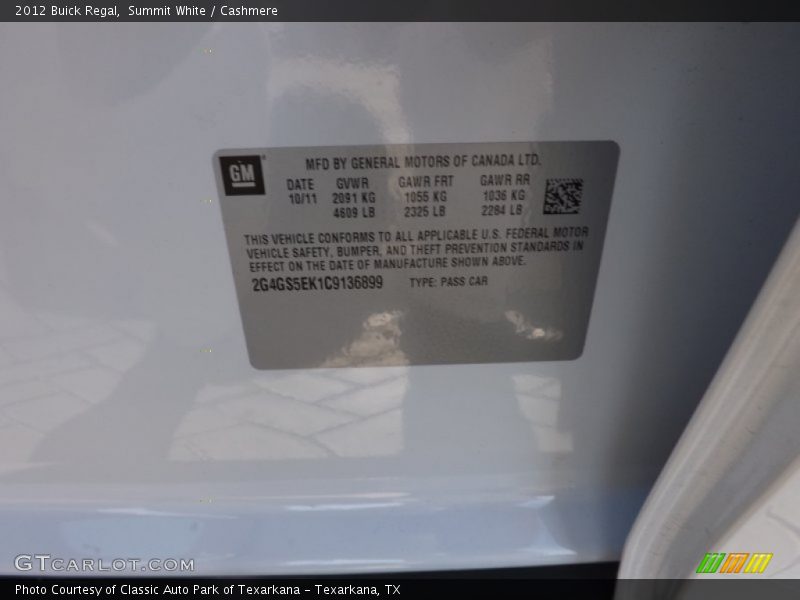 2012 Buick Regal, Summit White / Cashmere
GM
MFD BY GENERAL MOTORS OF CANADA LTD.
DATE GVWR GAWR FRT GAWR RR
10/11 2091 KG 1055 KG 1036 KG
4609 LB 2325 LB 2284 LB
THIS VEHICLE CONFORMS TO ALL APPLICABLE U.S. FEDERAL MOTOR
VEHICLE SAFETY, BUMPER, AND THEFT PREVENTION STANDARDS IN
EFFECT ON THE DATE OF MANUFACTURE SHOWN ABOVE.
2G4GS5EK1C9136899 TYPE: PASS CAR
GTCARLOT.COM
Photo Courtesy of Classic Auto Park of Texarkana - Texarkana, TX